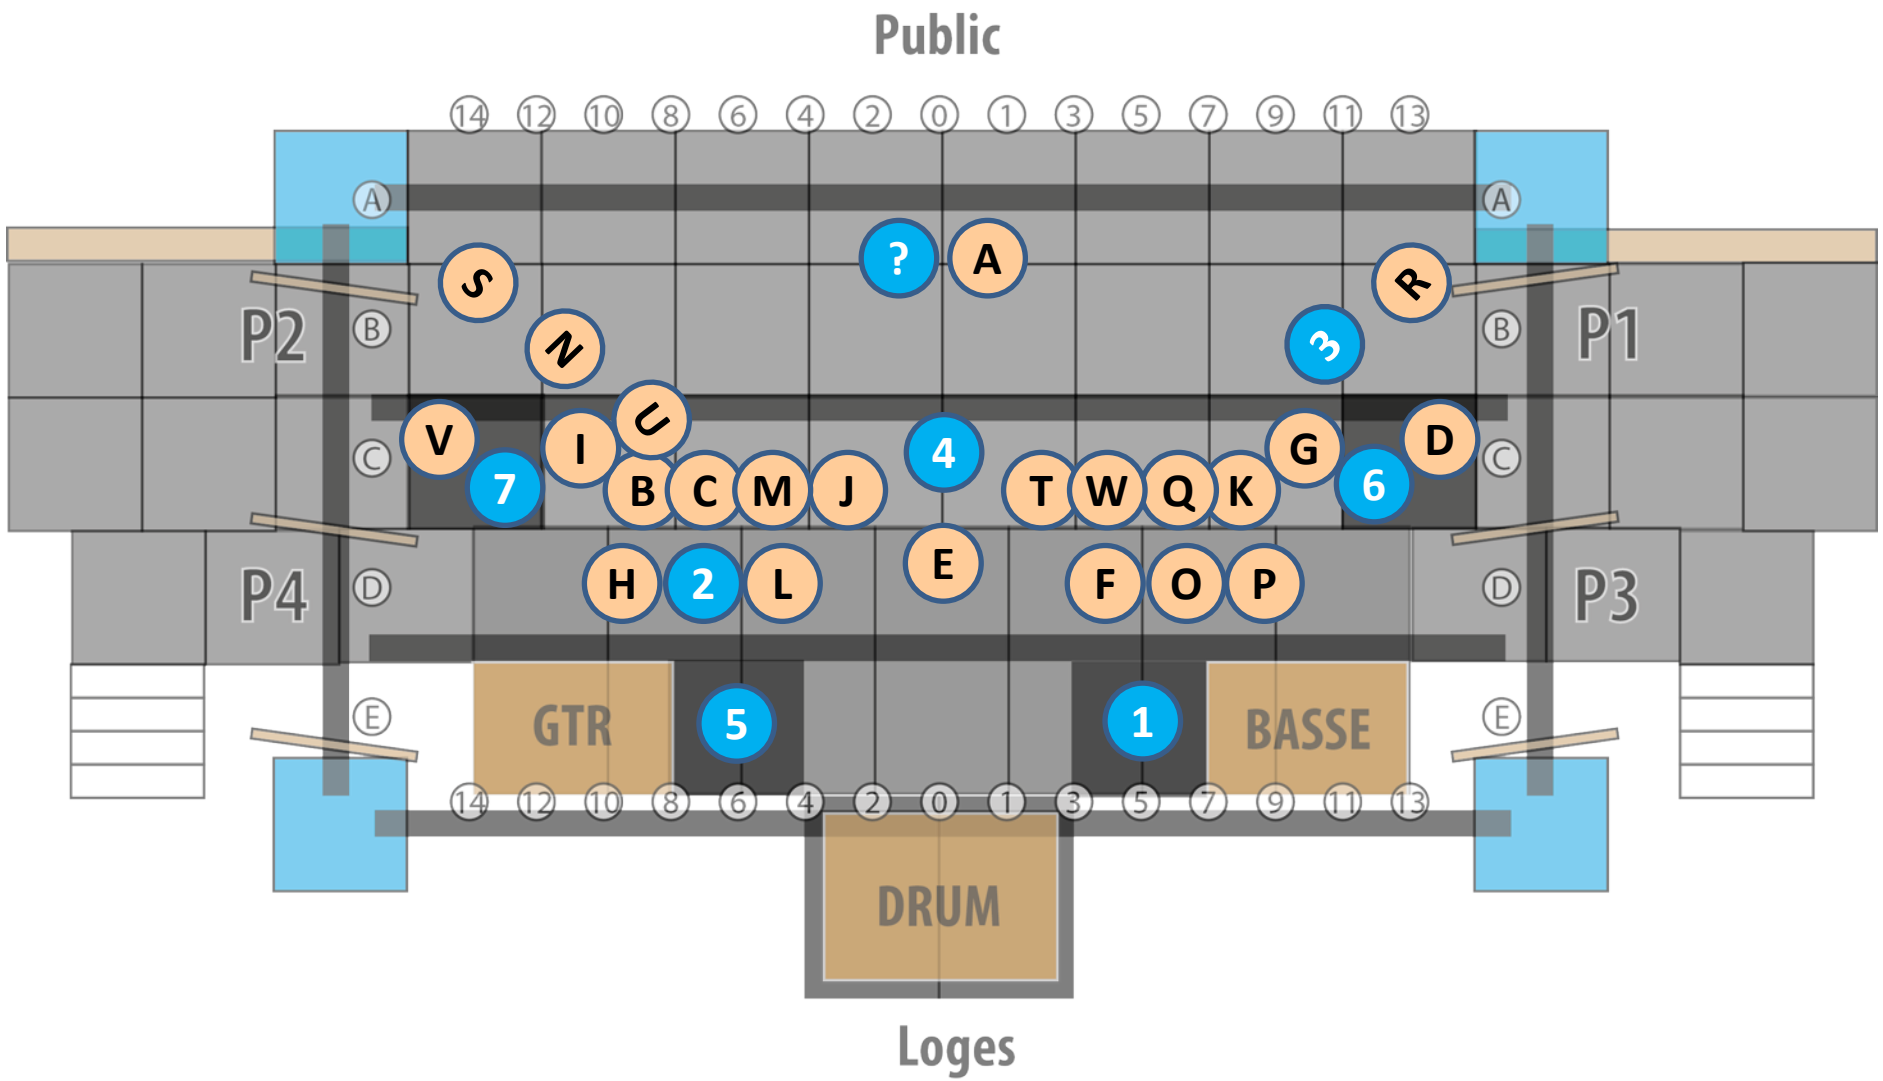 Public
14 12 10 8 6 4 2 0 1 3 5 7 9 11 13
A A
? A
S R
P2 B N 3 B P1
U
V I 4 G D
C 7 B C M J T W Q K 6 C
E
P4 D H 2 L F O P D P3
E GTR 5 1 BASSE E
14 12 10 8 6 4 2 0 1 3 5 7 9 11 13
DRUM
Loges